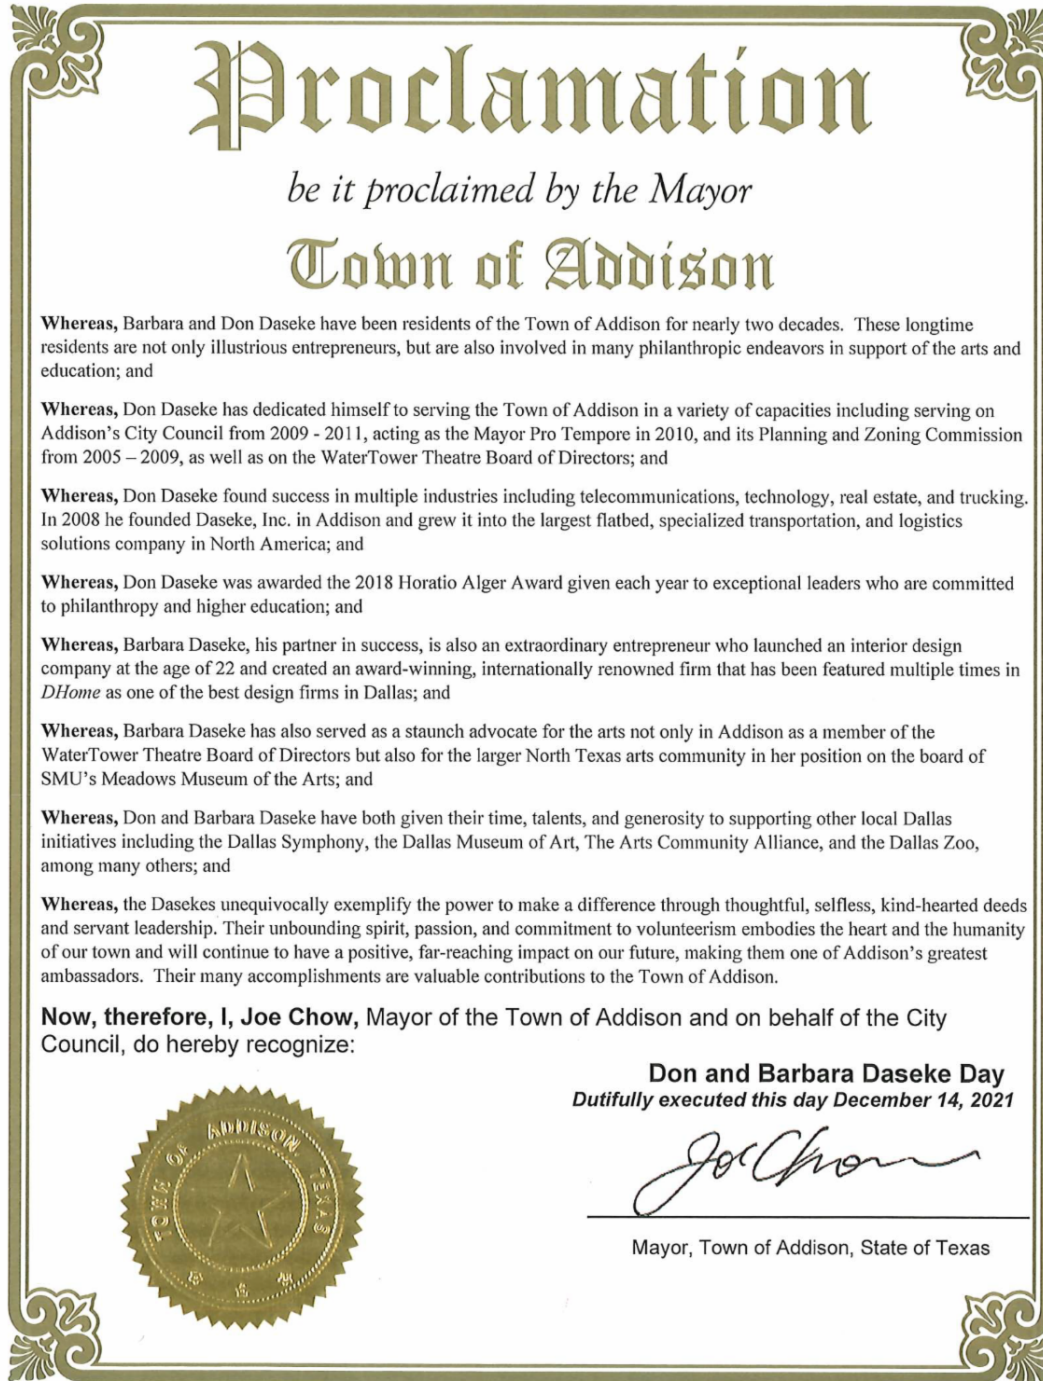 Proclamation
be it proclaimed by the Mayor
Town of Addison
Whereas, Barbara and Don Daseke have been residents of the Town of Addison for nearly two decades.  These longtime
residents are not only illustrious entrepreneurs, but are also involved in many philanthropic endeavors in support of the arts and
education; and
Whereas, Don Daseke has dedicated himself to serving the Town of Addison in a variety of capacities including serving on
Addison's City Council from 2009 - 2011, acting as the Mayor Pro Tempore in 2010, and its Planning and Zoning Commission
from 2005 – 2009, as well as on the WaterTower Theatre Board of Directors; and
Whereas, Don Daseke found success in multiple industries including telecommunications, technology, real estate, and trucking.
In 2008 he founded Daseke, Inc. in Addison and grew it into the largest flatbed, specialized transportation, and logistics
solutions company in North America; and
Whereas, Don Daseke was awarded the 2018 Horatio Alger Award given each year to exceptional leaders who are committed
to philanthropy and higher education; and
Whereas, Barbara Daseke, his partner in success, is also an extraordinary entrepreneur who launched an interior design
company at the age of 22 and created an award-winning, internationally renowned firm that has been featured multiple times in
DHome as one of the best design firms in Dallas; and
Whereas, Barbara Daseke has also served as a staunch advocate for the arts not only in Addison as a member of the
WaterTower Theatre Board of Directors but also for the larger North Texas arts community in her position on the board of
SMU's Meadows Museum of the Arts; and
Whereas, Don and Barbara Daseke have both given their time, talents, and generosity to supporting other local Dallas
initiatives including the Dallas Symphony, the Dallas Museum of Art, The Arts Community Alliance, and the Dallas Zoo,
among many others; and
Whereas, the Dasekes unequivocally exemplify the power to make a difference through thoughtful, selfless, kind-hearted deeds
and servant leadership. Their unbounding spirit, passion, and commitment to volunteerism embodies the heart and the humanity
of our town and will continue to have a positive, far-reaching impact on our future, making them one of Addison's greatest
ambassadors.  Their many accomplishments are valuable contributions to the Town of Addison.
Now, therefore, I, Joe Chow, Mayor of the Town of Addison and on behalf of the City
Council, do hereby recognize:
Don and Barbara Daseke Day
Dutifully executed this day December 14, 2021
Joe Chow
Mayor, Town of Addison, State of Texas
TOWN OF ADDISON, TEXAS